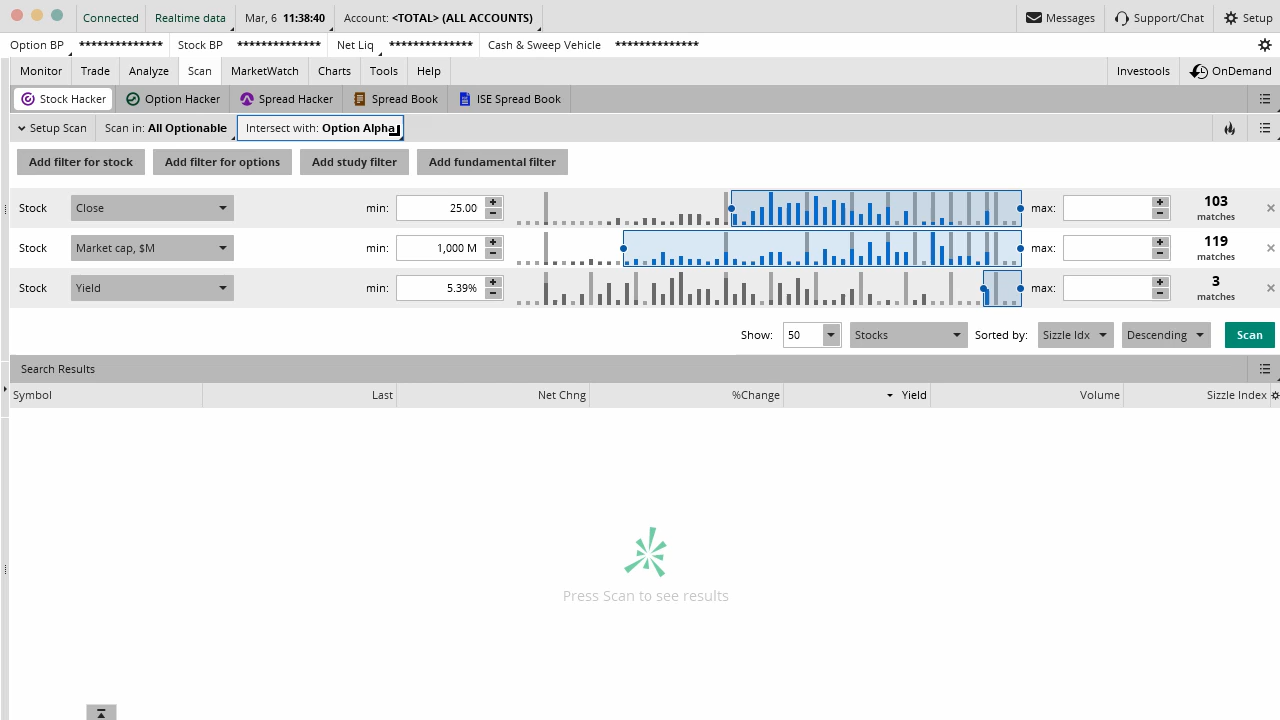 Connected Realtime data Mar, 6 11:38:40 Account: <TOTAL> (ALL ACCOUNTS) Messages Support/Chat Setup
Option BP ************** Stock BP ************** Net Liq ************** Cash & Sweep Vehicle **************
Monitor Trade Analyze Scan MarketWatch Charts Tools Help Investools OnDemand
Stock Hacker Option Hacker Spread Hacker Spread Book ISE Spread Book
Setup Scan Scan in: All Optionable Intersect with: Option Alpha
Add filter for stock Add filter for options Add study filter Add fundamental filter
Stock Close min: 25.00 max: 103
matches
Stock Market cap, $M min: 1,000 M max: 119
matches
Stock Yield min: 5.39% max: 3
matches
Show: 50 Stocks Sorted by: Sizzle Idx Descending Scan
Search Results
Symbol Last Net Chng %Change Yield Volume Sizzle Index
Press Scan to see results